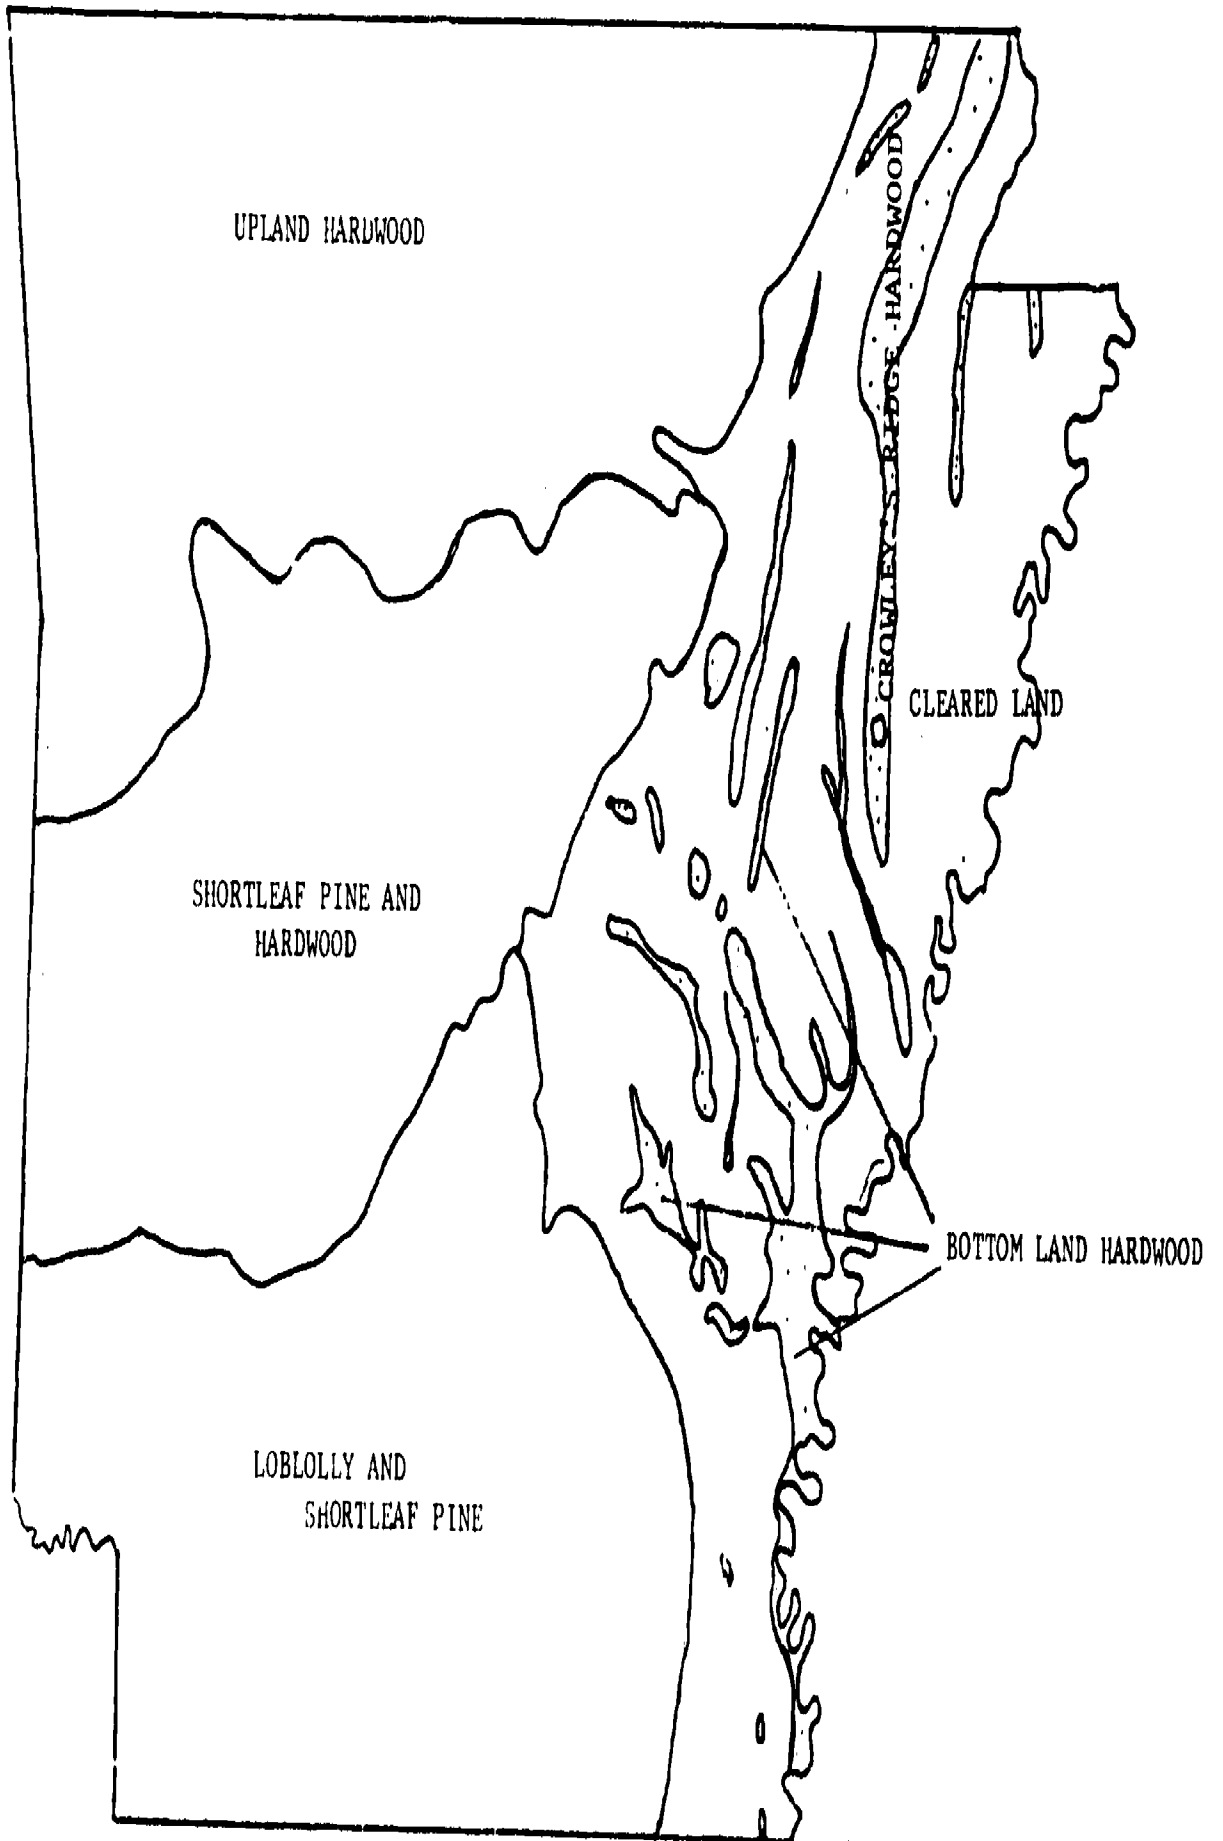 UPLAND HARDWOOD
CROWLEY'S RIDGE HARDWOOD
CLEARED LAND
SHORTLEAF PINE AND
HARDWOOD
BOTTOM LAND HARDWOOD
LOBLOLLY AND
SHORTLEAF PINE